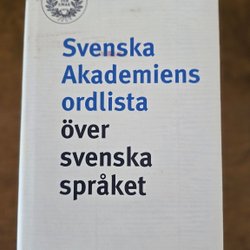 Svenska
Akademiens
ordlista
över
svenska
språket